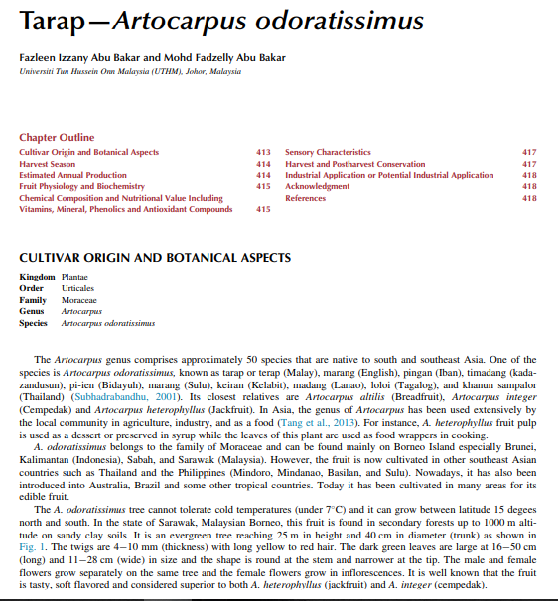 Tarap—Artocarpus odoratissimus
Fazleen Izzany Abu Bakar and Mohd Fadzelly Abu Bakar
Universiti Tun Hussein Onn Malaysia (UTHM), Johor, Malaysia
Chapter Outline
Cultivar Origin and Botanical Aspects 413
Harvest Season 414
Estimated Annual Production 414
Fruit Physiology and Biochemistry 415
Chemical Composition and Nutritional Value Including
Vitamins, Mineral, Phenolics and Antioxidant Compounds 415
Sensory Characteristics 417
Harvest and Postharvest Conservation 417
Industrial Application or Potential Industrial Application 418
Acknowledgment 418
References 418
CULTIVAR ORIGIN AND BOTANICAL ASPECTS
Kingdom Plantae
Order Urticales
Family Moraceae
Genus Artocarpus
Species Artocarpus odoratissimus
The Artocarpus genus comprises approximately 50 species that are native to south and southeast Asia. One of the
species is Artocarpus odoratissimus, known as tarap or terap (Malay), marang (English), pingan (Iban), timadang (kada-
zandusun), pi-ien (Bidayuh), marang (Sulu), keiran (Kelabit), madang (Lanao), loloi (Tagalog), and khanun sampalor
(Thailand) (Subhadrabandhu, 2001). Its closest relatives are Artocarpus altilis (Breadfruit), Artocarpus integer
(Cempedak) and Artocarpus heterophyllus (Jackfruit). In Asia, the genus of Artocarpus has been used extensively by
the local community in agriculture, industry, and as a food (Tang et al., 2013). For instance, A. heterophyllus fruit pulp
is used as a dessert or preserved in syrup while the leaves of this plant are used as food wrappers in cooking.
A. odoratissimus belongs to the family of Moraceae and can be found mainly on Borneo Island especially Brunei,
Kalimantan (Indonesia), Sabah, and Sarawak (Malaysia). However, the fruit is now cultivated in other southeast Asian
countries such as Thailand and the Philippines (Mindoro, Mindanao, Basilan, and Sulu). Nowadays, it has also been
introduced into Australia, Brazil and some other tropical countries. Today it has been cultivated in many areas for its
edible fruit.
The A. odoratissimus tree cannot tolerate cold temperatures (under 7°C) and it can grow between latitude 15 degees
north and south. In the state of Sarawak, Malaysian Borneo, this fruit is found in secondary forests up to 1000 m alti-
tude on sandy clay soils. It is an evergreen tree reaching 25 m in height and 40 cm in diameter (trunk) as shown in
Fig. 1. The twigs are 4–10 mm (thickness) with long yellow to red hair. The dark green leaves are large at 16–50 cm
(long) and 11–28 cm (wide) in size and the shape is round at the stem and narrower at the tip. The male and female
flowers grow separately on the same tree and the female flowers grow in inflorescences. It is well known that the fruit
is tasty, soft flavored and considered superior to both A. heterophyllus (jackfruit) and A. integer (cempedak).